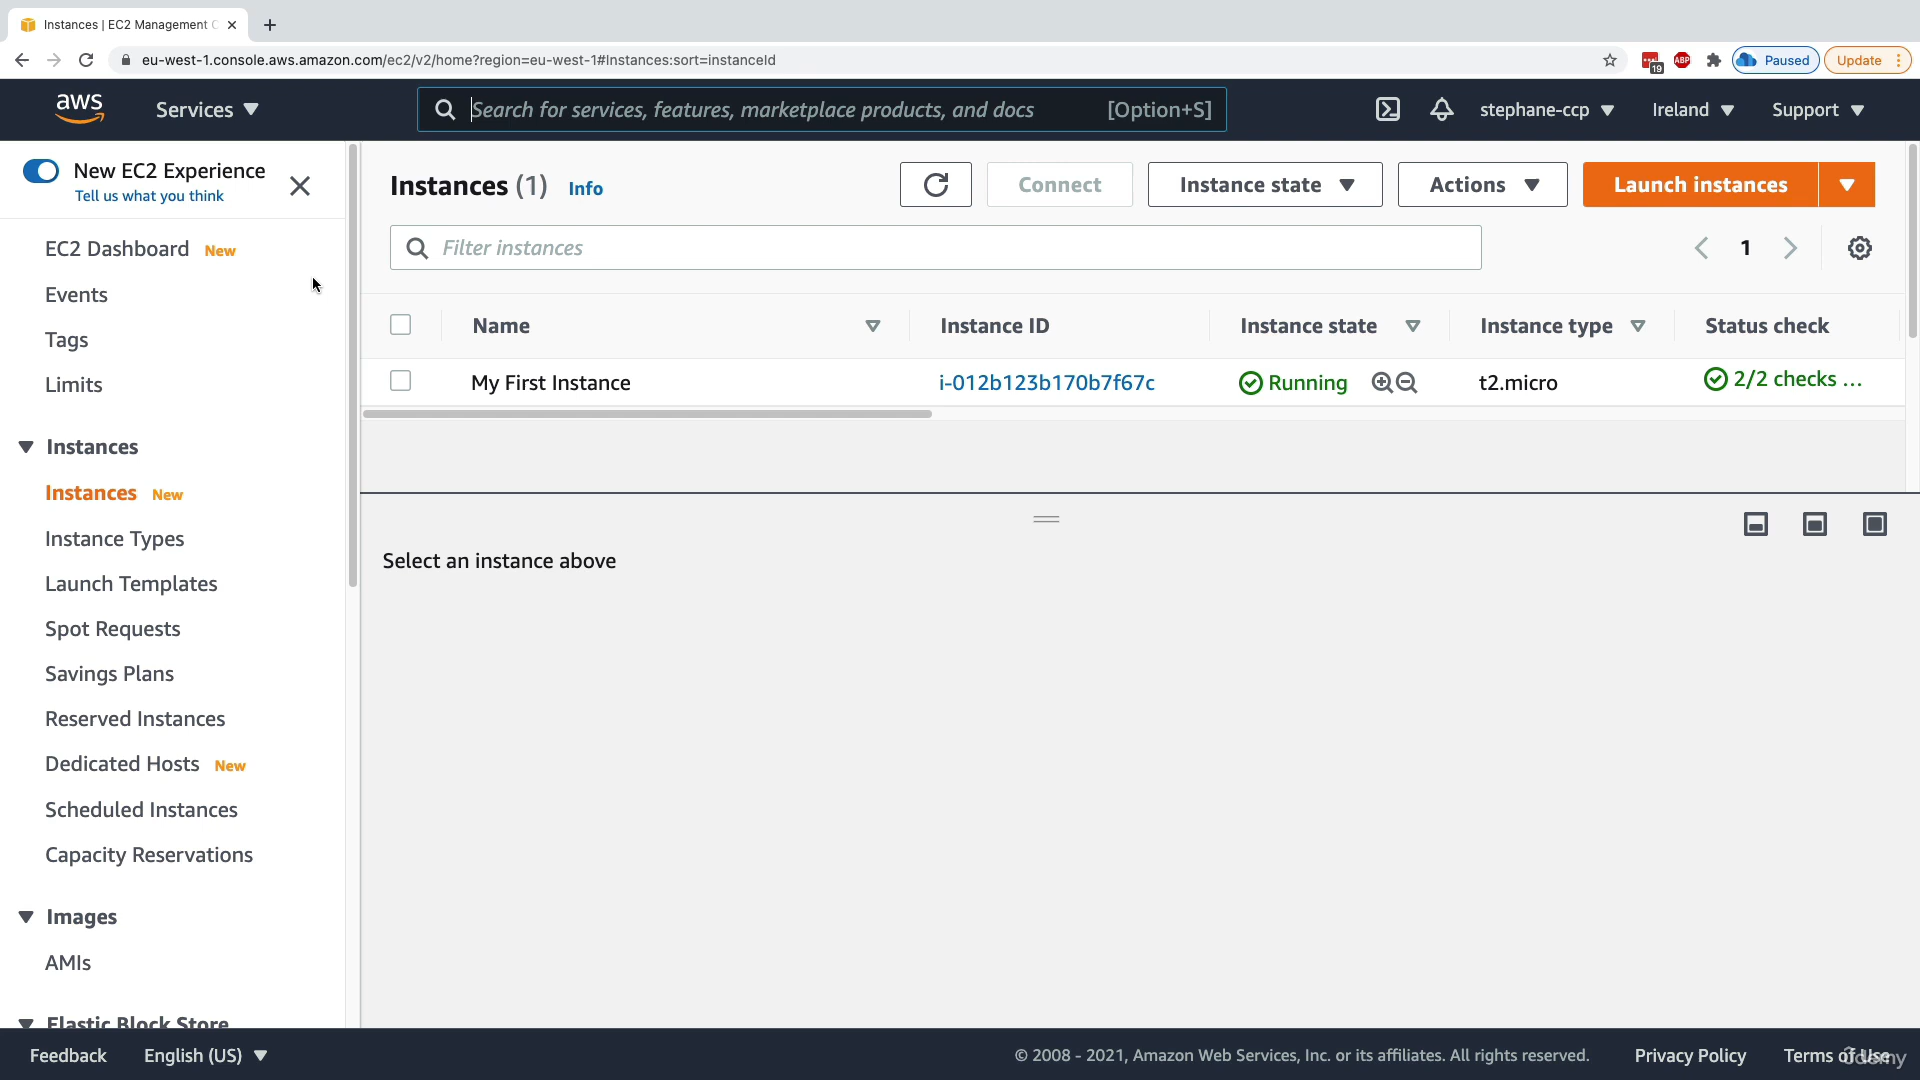 Instances | EC2 Management C
eu-west-1.console.aws.amazon.com/ec2/v2/home?region=eu-west-1#Instances:sort=instanceId
19
ABP
Paused
Update
aws
Services
Search for services, features, marketplace products, and docs
[Option+S]
stephane-ccp
Ireland
Support
New EC2 Experience
Tell us what you think
EC2 Dashboard New
Events
Tags
Limits
Instances
Instances New
Instance Types
Launch Templates
Spot Requests
Savings Plans
Reserved Instances
Dedicated Hosts New
Scheduled Instances
Capacity Reservations
Images
AMIs
Elastic Block Store
Instances (1) Info
Connect
Instance state
Actions
Launch instances
Filter instances
1
Name
Instance ID
Instance state
Instance type
Status check
My First Instance
i-012b123b170b7f67c
Running
t2.micro
2/2 checks ...
Select an instance above
Feedback
English (US)
© 2008 - 2021, Amazon Web Services, Inc. or its affiliates. All rights reserved.
Privacy Policy
Terms of Use
Udemy